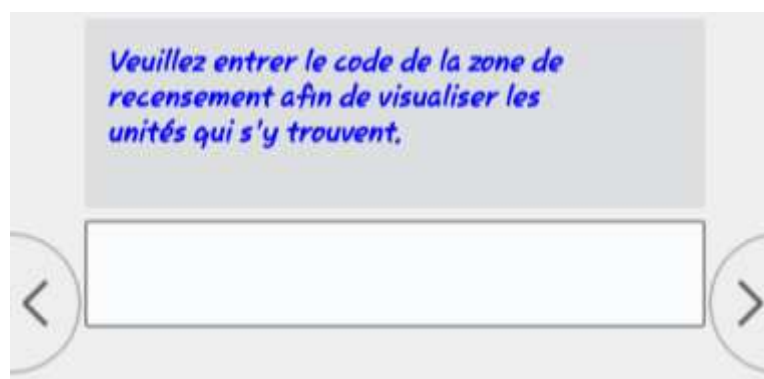 Veuillez entrer le code de la zone de
recensement afin de visualiser les
unités qui s'y trouvent.